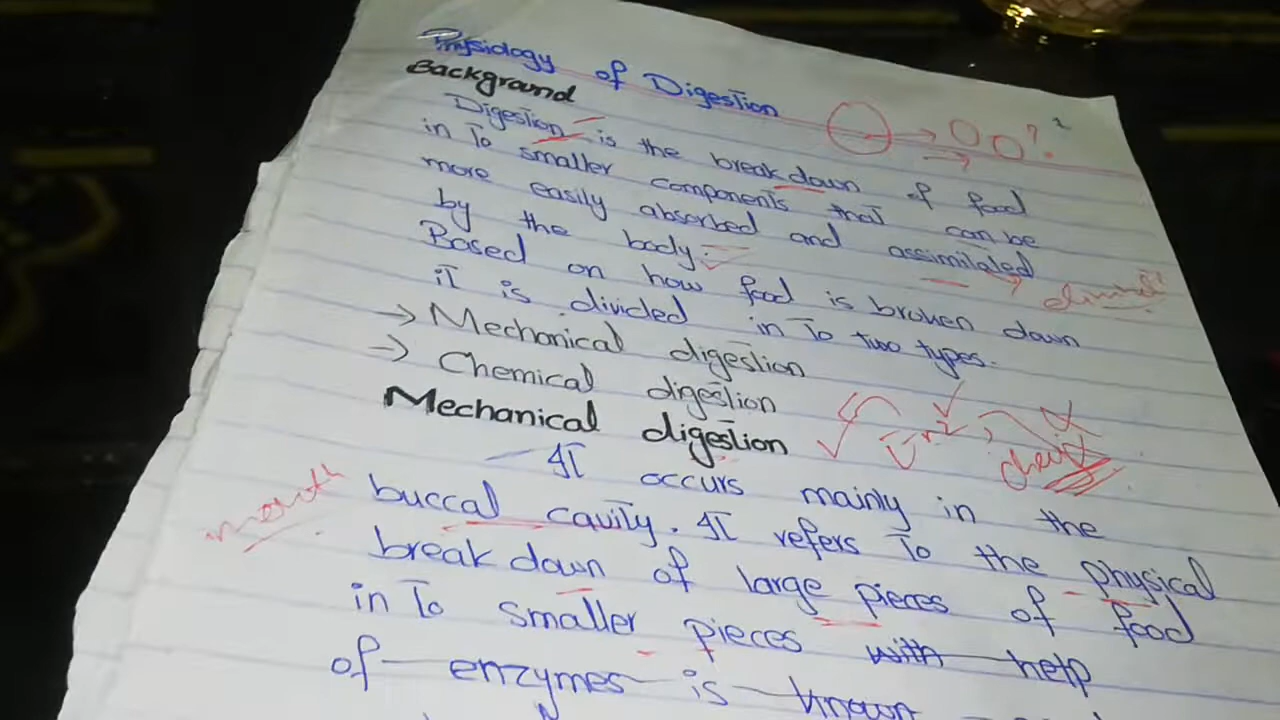 Physiology of Digestion
Background
Digestion is the break down of food
in To smaller components that can be
more easily absorbed and assimilated
by the body.
Based on how food is broken down
it is divided in To two types.
→ Mechanical digestion
→ Chemical digestion
Mechanical digestion
It occurs mainly in the
mouth
buccal cavity. It refers To the physical
break down of large pieces of food
in To smaller pieces with help
of enzymes is known